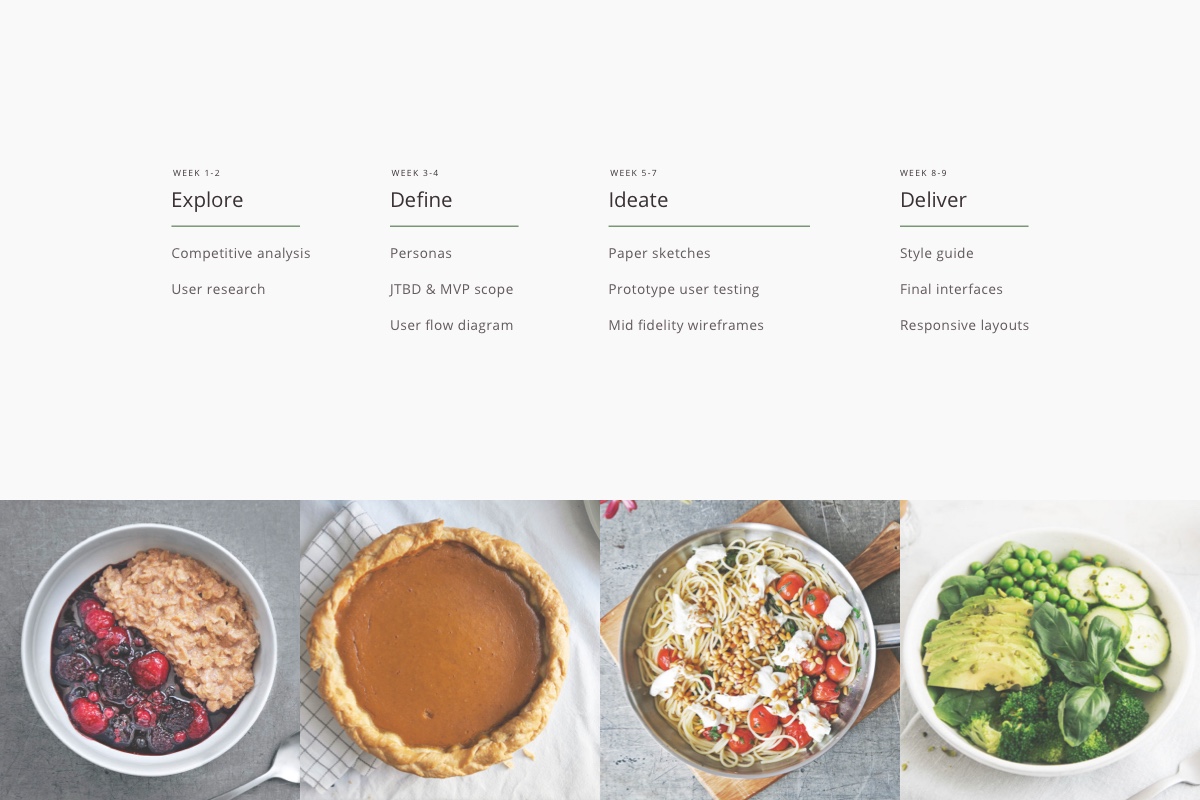 WEEK 1-2
Explore
Competitive analysis
User research
WEEK 3-4
Define
Personas
JTBD & MVP scope
User flow diagram
WEEK 5-7
Ideate
Paper sketches
Prototype user testing
Mid fidelity wireframes
WEEK 8-9
Deliver
Style guide
Final interfaces
Responsive layouts